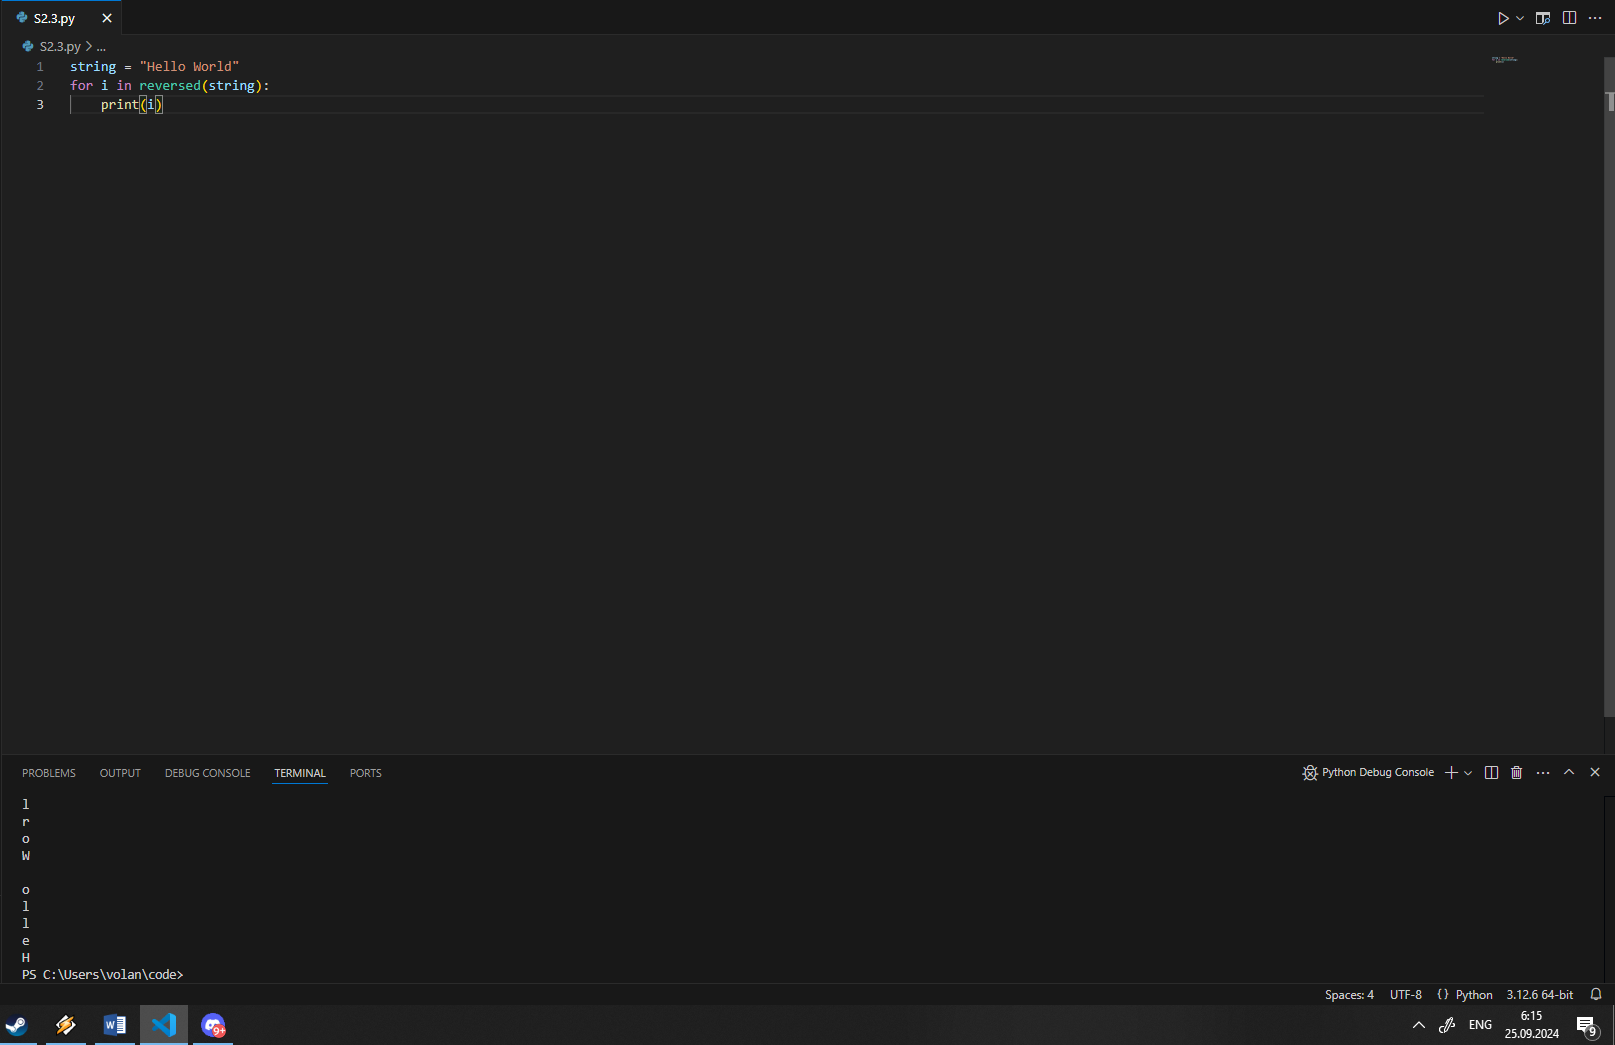 S2.3.py
S2.3.py > ...
1 string = "Hello World"
2 for i in reversed(string):
3     print(i)
PROBLEMS OUTPUT DEBUG CONSOLE TERMINAL PORTS Python Debug Console
l
r
o
W
o
l
l
e
H
PS C:\Users\volan\code>
Spaces: 4 UTF-8 {} Python 3.12.6 64-bit
W 9+ ENG 6:15
25.09.2024 9